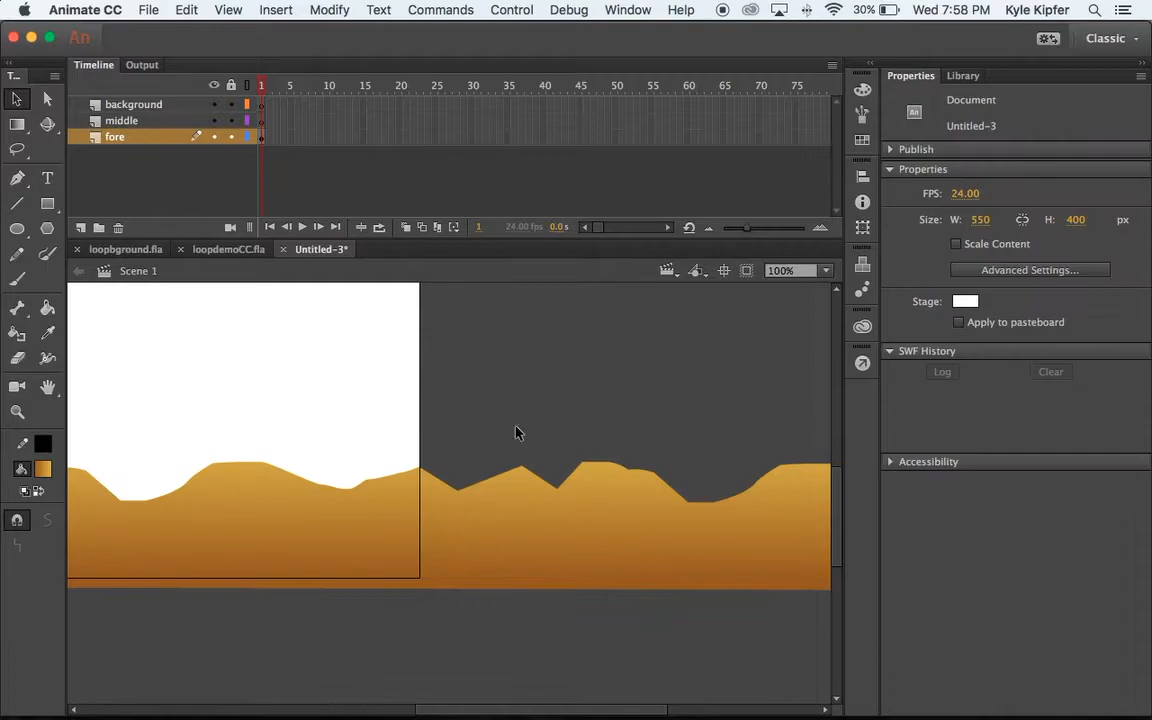 Animate CC File Edit View Insert Modify Text Commands Control Debug Window Help 30% Wed 7:58 PM Kyle Kipfer
An Classic
Timeline Output
1 5 10 15 20 25 30 35 40 45 50 55 60 65 70 75
background
middle
fore
1 24.00 fps 0.0 s
loopbground.fla loopdemoCC.fla Untitled-3*
Scene 1 100%
T...
Properties Library
An Document
Untitled-3
Publish
Properties
FPS: 24.00
Size: W: 550 H: 400 px
Scale Content
Advanced Settings...
Stage:
Apply to pasteboard
SWF History
Log Clear
Accessibility